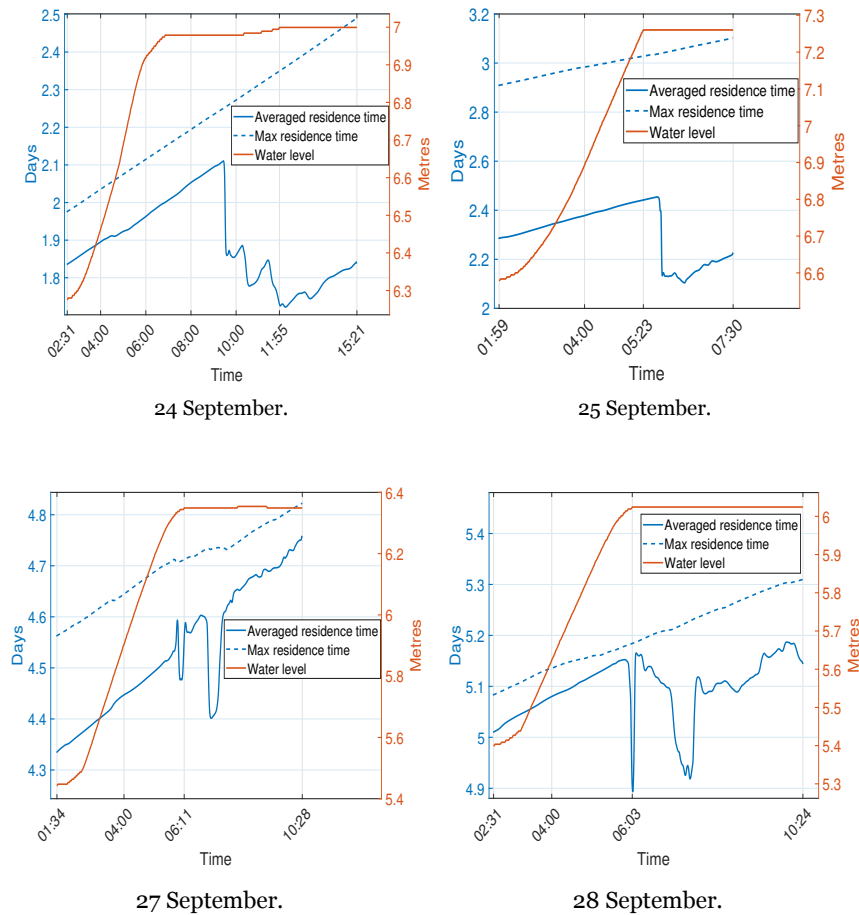 2.5
2.4
2.3
2.2
2.1
2
1.9
1.8
Days
7
6.9
6.8
6.7
6.6
6.5
6.4
6.3
Metres
Averaged residence time
Max residence time
Water level
02:31
04:00
06:00
08:00
10:00
11:55
15:21
Time
24 September.
3.2
3
2.8
2.6
2.4
2.2
2
Days
7.3
7.2
7.1
7
6.9
6.8
6.7
6.6
Metres
Averaged residence time
Max residence time
Water level
01:59
04:00
05:23
07:30
Time
25 September.
4.8
4.7
4.6
4.5
4.4
4.3
Days
6.4
6.2
6
5.8
5.6
5.4
Metres
Averaged residence time
Max residence time
Water level
01:34
04:00
06:11
10:28
Time
27 September.
5.4
5.3
5.2
5.1
5
4.9
Days
6
5.9
5.8
5.7
5.6
5.5
5.4
5.3
Metres
Averaged residence time
Max residence time
Water level
02:31
04:00
06:03
10:24
Time
28 September.